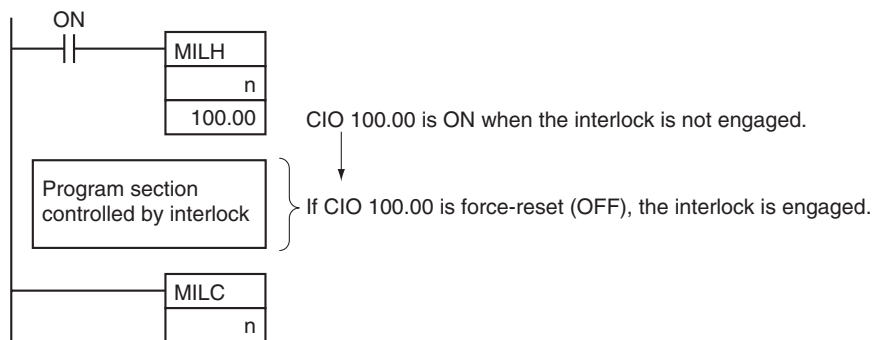 ON
MILH
n
100.00
CIO 100.00 is ON when the interlock is not engaged.
Program section
controlled by interlock
If CIO 100.00 is force-reset (OFF), the interlock is engaged.
MILC
n